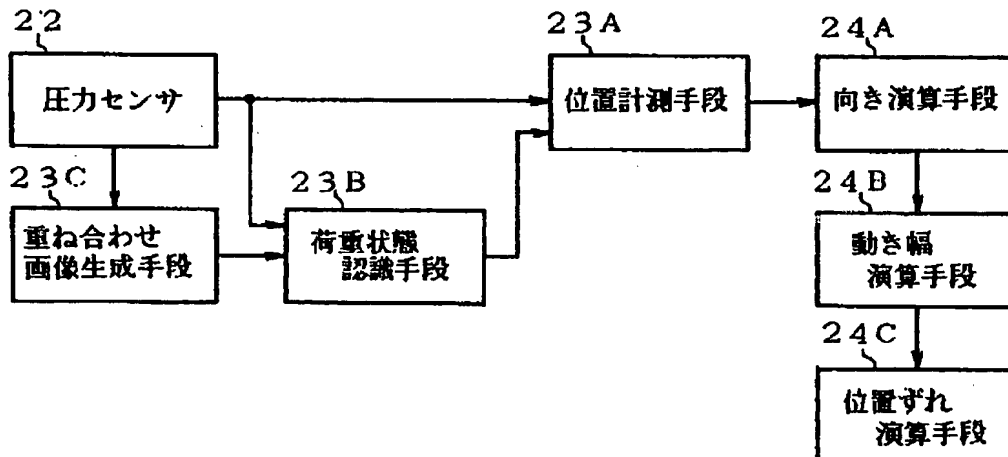 22
圧力センサ
23A
位置計測手段
24A
向き演算手段
23C
重ね合わせ
画像生成手段
23B
荷重状態
認識手段
24B
動き幅
演算手段
24C
位置ずれ
演算手段